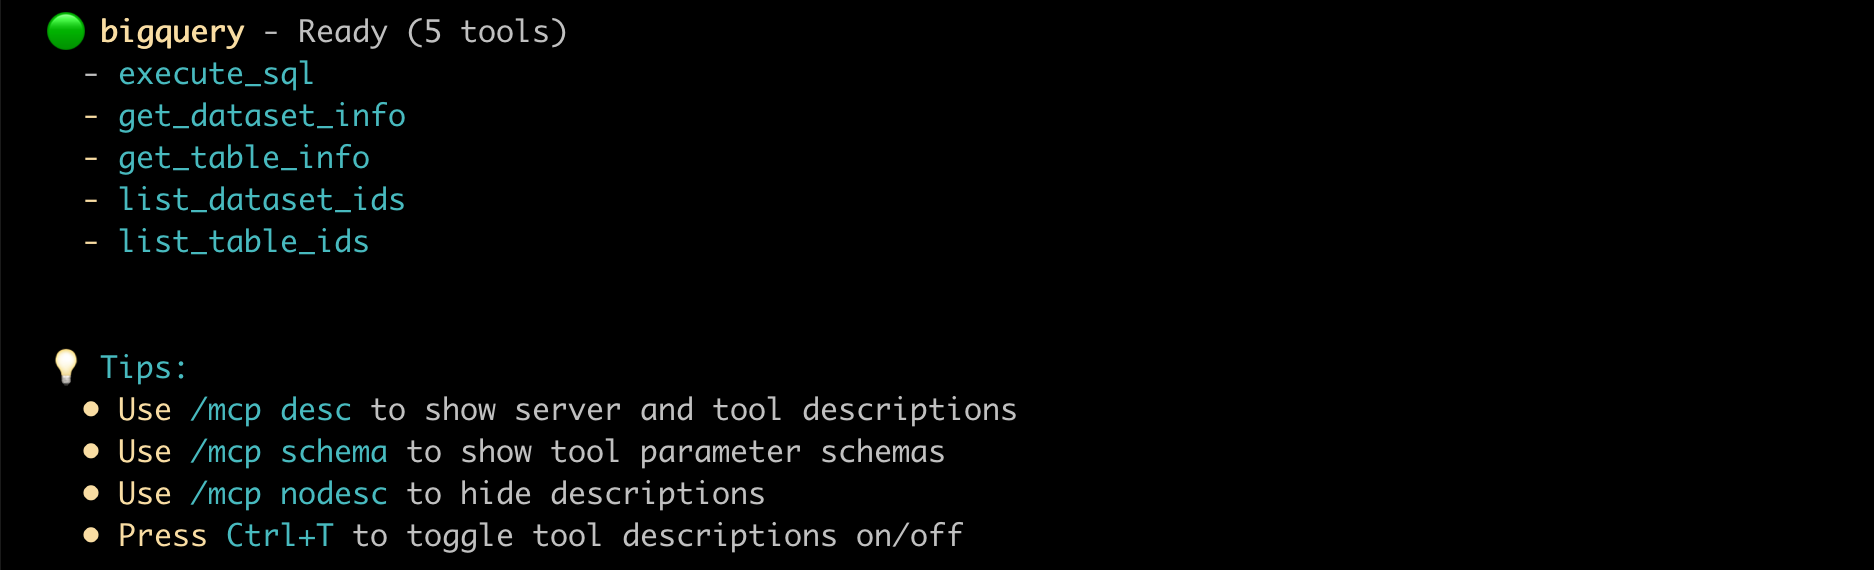 bigquery - Ready (5 tools)
- execute_sql
- get_dataset_info
- get_table_info
- list_dataset_ids
- list_table_ids
Tips:
● Use /mcp desc to show server and tool descriptions
● Use /mcp schema to show tool parameter schemas
● Use /mcp nodesc to hide descriptions
● Press Ctrl+T to toggle tool descriptions on/off